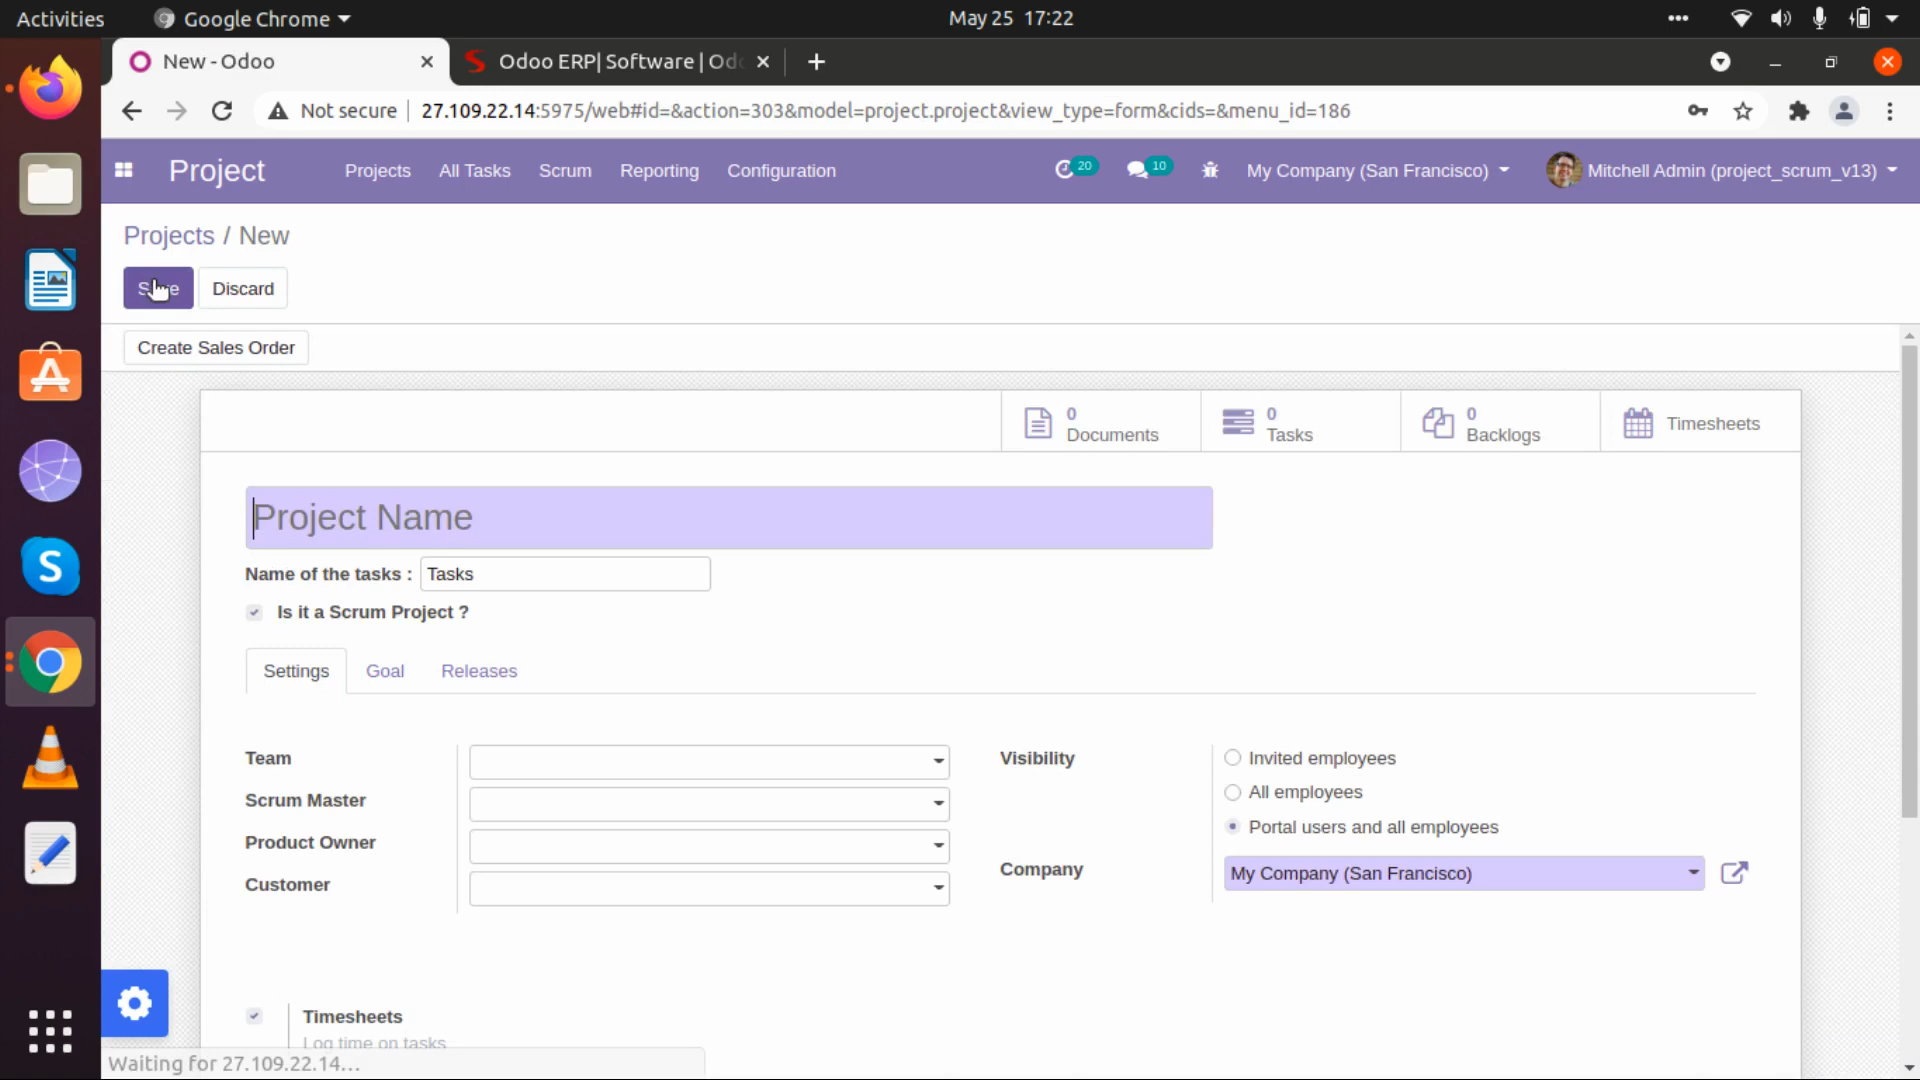 Activities
Google Chrome
May 25 17:22
New - Odoo
Odoo ERP| Software |
Not secure
27.109.22.14:5975/web#id=&action=303&model=project.project&view_type=form&cids=&menu_id=186
Project
Projects
All Tasks
Scrum
Reporting
Configuration
20
10
My Company (San Francisco)
Mitchell Admin (project_scrum_v13)
Projects / New
Discard
Create Sales Order
0
Documents
0
Tasks
0
Backlogs
Timesheets
Project Name
Name of the tasks :
Tasks
Is it a Scrum Project ?
Settings
Goal
Releases
Team
Scrum Master
Product Owner
Customer
Visibility
Invited employees
All employees
Portal users and all employees
Company
My Company (San Francisco)
Timesheets
Log time on tasks
Waiting for 27.109.22.14...